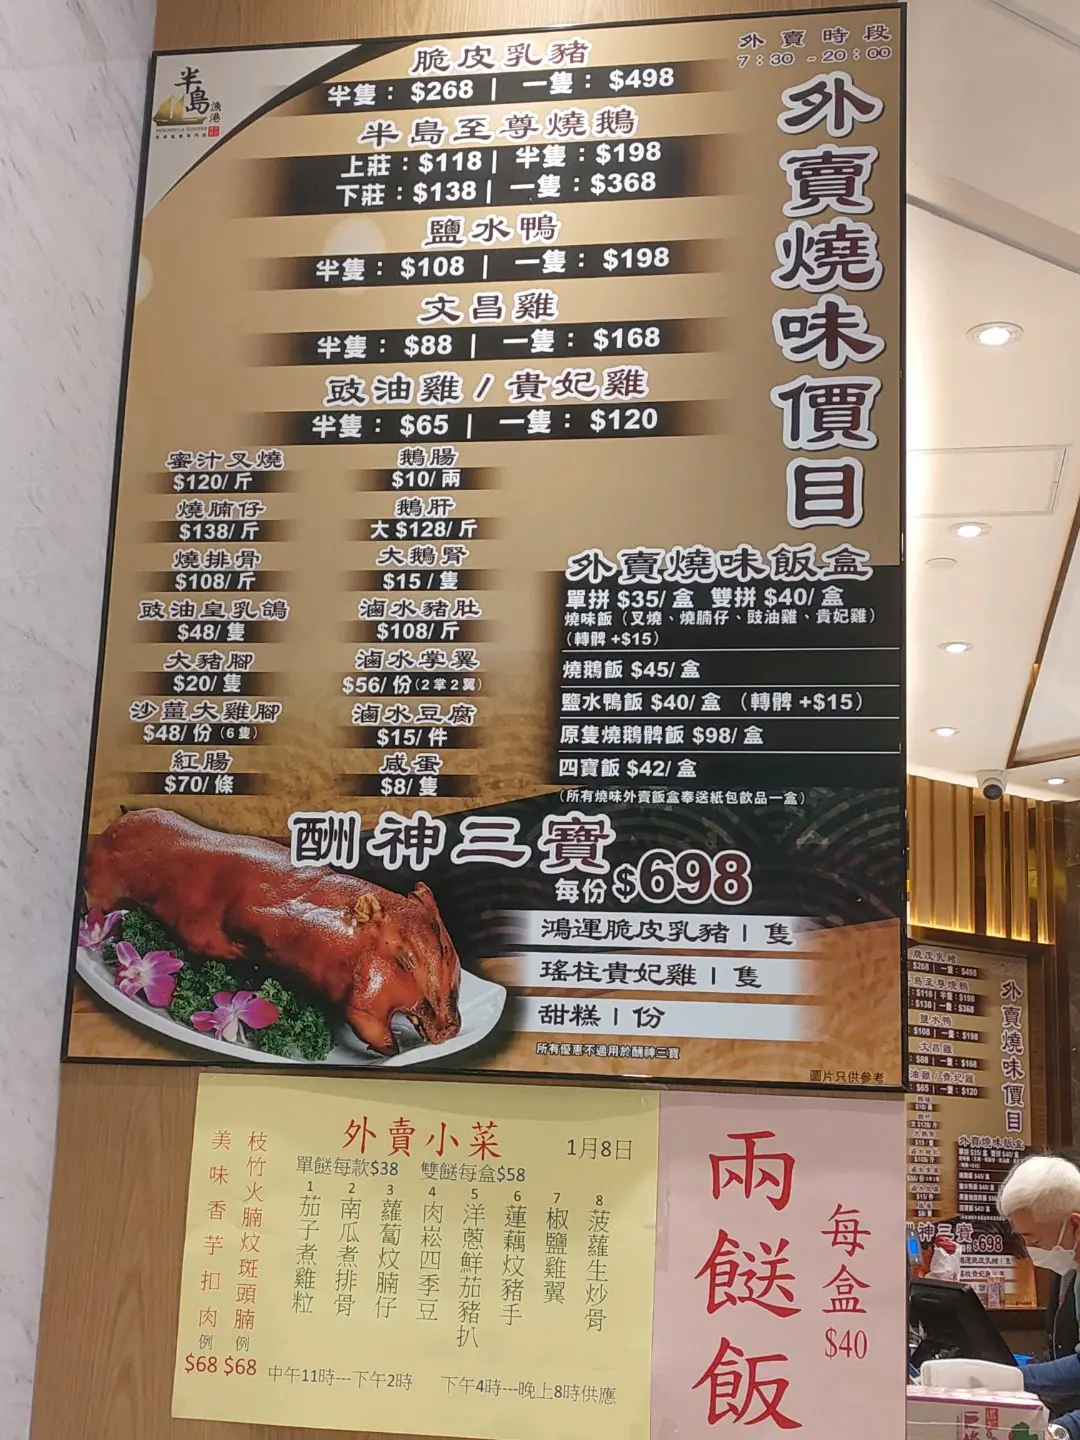 半島
漁港
外賣時段
7:30 - 20:00
外賣燒味價目
脆皮乳豬
半隻：$268 | 一隻：$498
半島至尊燒鵝
上莊：$118 | 半隻：$198
下莊：$138 | 一隻：$368
鹽水鴨
半隻：$108 | 一隻：$198
文昌雞
半隻：$88 | 一隻：$168
豉油雞 / 貴妃雞
半隻：$65 | 一隻：$120
蜜汁叉燒
$120/ 斤
燒腩仔
$138/ 斤
燒排骨
$108/ 斤
豉油皇乳鴿
$48/ 隻
大豬腳
$20/ 隻
沙薑大雞腳
$48/ 份（6 隻）
紅腸
$70/ 條
鵝腸
$10/ 兩
鵝肝
大 $128/ 斤
大鵝腎
$15 / 隻
滷水豬肚
$108/ 斤
滷水掌翼
$56/ 份（2 掌 2 翼）
滷水豆腐
$15/ 件
咸蛋
$8/ 隻
外賣燒味飯盒
單拼 $35/ 盒 雙拼 $40/ 盒
燒味飯（叉燒、燒腩仔、豉油雞、貴妃雞）
（轉髀 +$15）
燒鵝飯 $45/ 盒
鹽水鴨飯 $40/ 盒 （轉髀 +$15）
原隻燒鵝髀飯 $98/ 盒
四寶飯 $42/ 盒
（所有燒味外賣飯盒奉送紙包飲品一盒）
酬神三寶
每份 $698
鴻運脆皮乳豬 | 隻
瑤柱貴妃雞 | 隻
甜糕 | 份
所有優惠不適用於酬神三寶
圖片只供參考
外賣小菜
1月8日
單餸每款$38 雙餸每盒$58
1 茄子煮雞粒
2 南瓜煮排骨
3 蘿蔔炆腩仔
4 肉崧四季豆
5 洋蔥鮮茄豬扒
6 蓮藕炆豬手
7 椒鹽雞翼
8 菠蘿生炒骨
枝竹火腩炆斑頭腩 例 $68
美味香芋扣肉 例 $68
中午11時---下午2時 下午4時---晚上8時供應
兩餸飯
每盒
$40